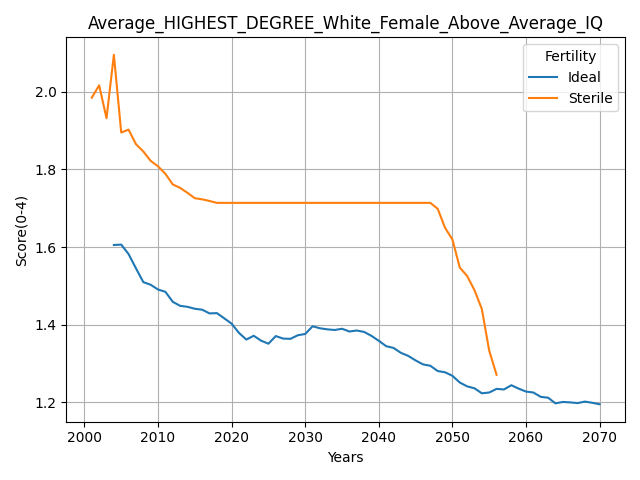 Average_HIGHEST_DEGREE_White_Female_Above_Average_IQ
Fertility
Ideal
Sterile
Score(0-4)
2.0
1.8
1.6
1.4
1.2
2000 2010 2020 2030 2040 2050 2060 2070
Years